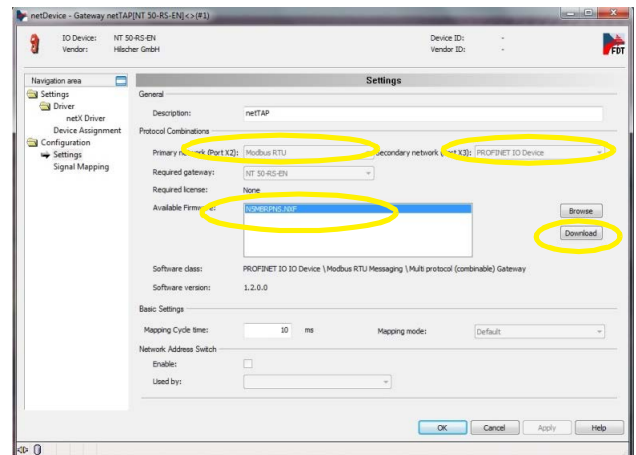 netDevice - Gateway netTAP[NT 50-RS-EN]<>(#1)
IO Device: NT 50-RS-EN Device ID: -
Vendor: Hilscher GmbH Vendor ID: -
FDT
Navigation area
Settings
Driver
netX Driver
Device Assignment
Configuration
Settings
Signal Mapping
Settings
General
Description: netTAP
Protocol Combinations
Primary network (Port X2): Modbus RTU Secondary network (Port X3): PROFINET IO Device
Required gateway: NT 50-RS-EN
Required license: None
Available Firmware: NSMBRPNS.NXF
Browse
Download
Software class: PROFINET IO IO Device \ Modbus RTU Messaging \ Multi protocol (combinable) Gateway
Software version: 1.2.0.0
Basic Settings
Mapping Cycle time: 10 ms Mapping mode: Default
Network Address Switch
Enable:
Used by:
OK Cancel Apply Help